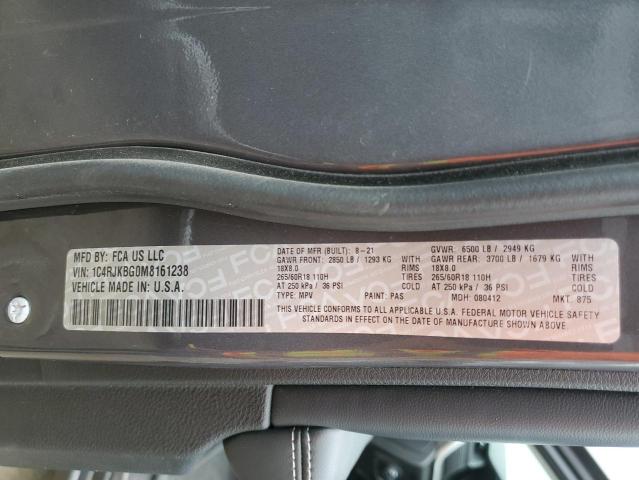 MFD BY: FCA US LLC
VIN: 1C4RJKBG0M8161238
VEHICLE MADE IN: U.S.A.
DATE OF MFR (BUILT): 8-21 GVWR: 6500 LB / 2949 KG
GAWR FRONT: 2850 LB / 1293 KG WITH GAWR REAR: 3700 LB / 1679 KG WITH
18X8.0 RIMS 18X8.0 RIMS
265/60R18 110H TIRES 265/60R18 110H TIRES
AT 250 kPa / 36 PSI COLD AT 250 kPa / 36 PSI COLD
TYPE: MPV PAINT: PAS MDH: 080412 MKT: 875
THIS VEHICLE CONFORMS TO ALL APPLICABLE U.S.A. FEDERAL MOTOR VEHICLE SAFETY
STANDARDS IN EFFECT ON THE DATE OF MANUFACTURE SHOWN ABOVE.